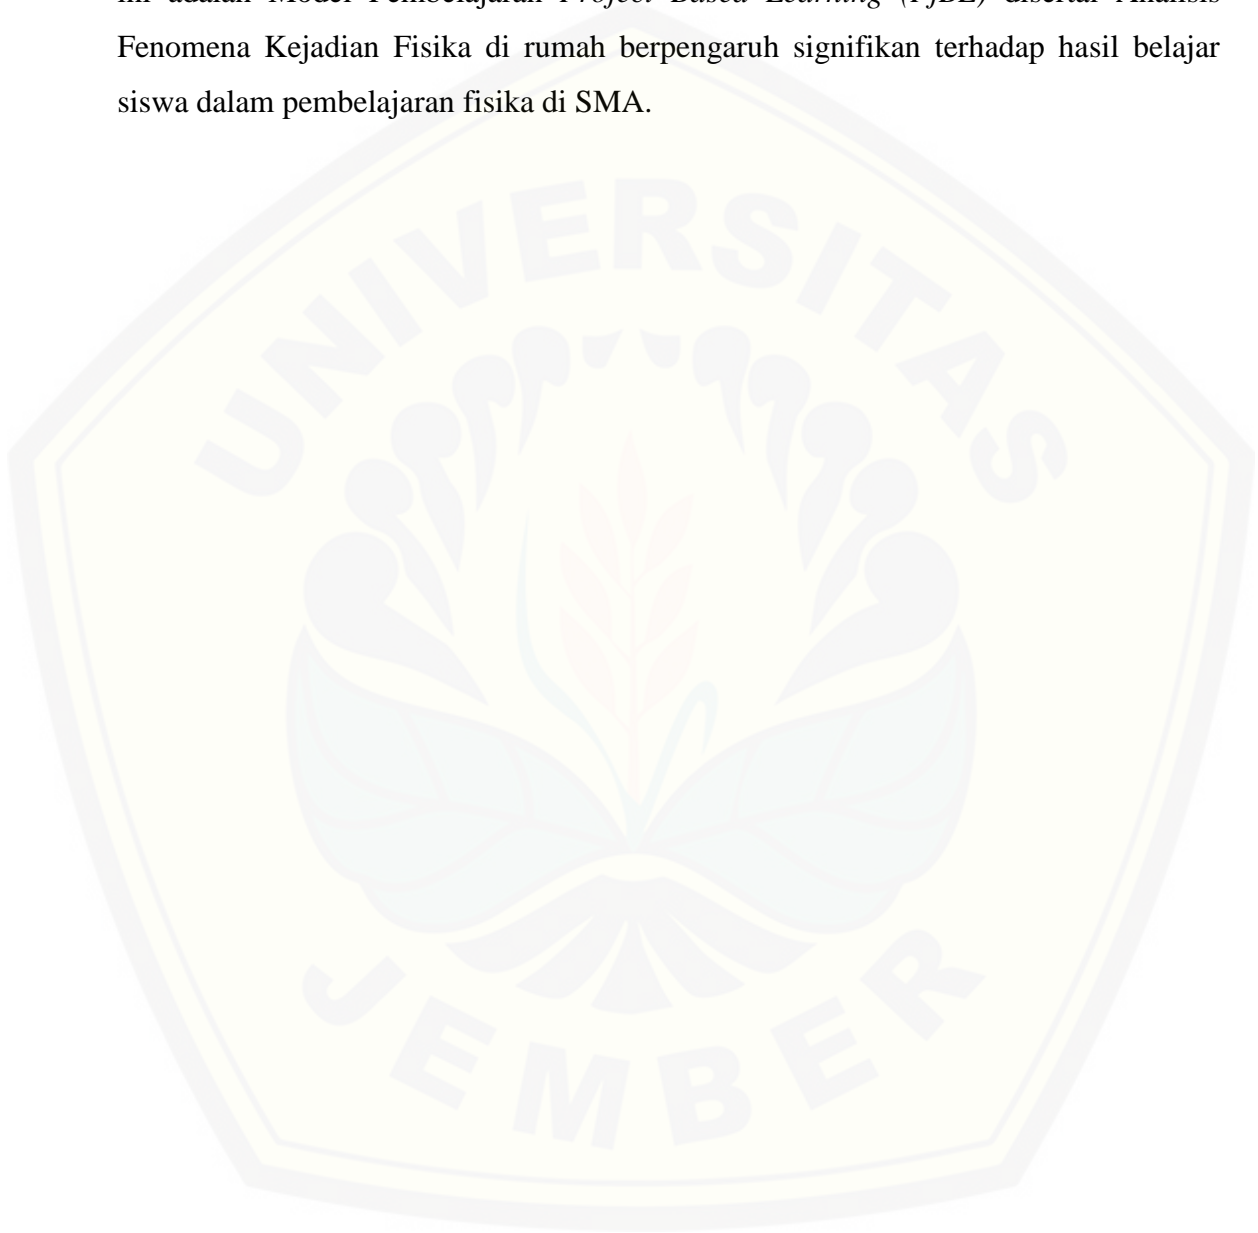 ini adalah Model Pembelajaran Project Based Learning (PjBL) disertai Analisis
Fenomena Kejadian Fisika di rumah berpengaruh signifikan terhadap hasil belajar
siswa dalam pembelajaran fisika di SMA.
UNIVERSITAS
JEMBER